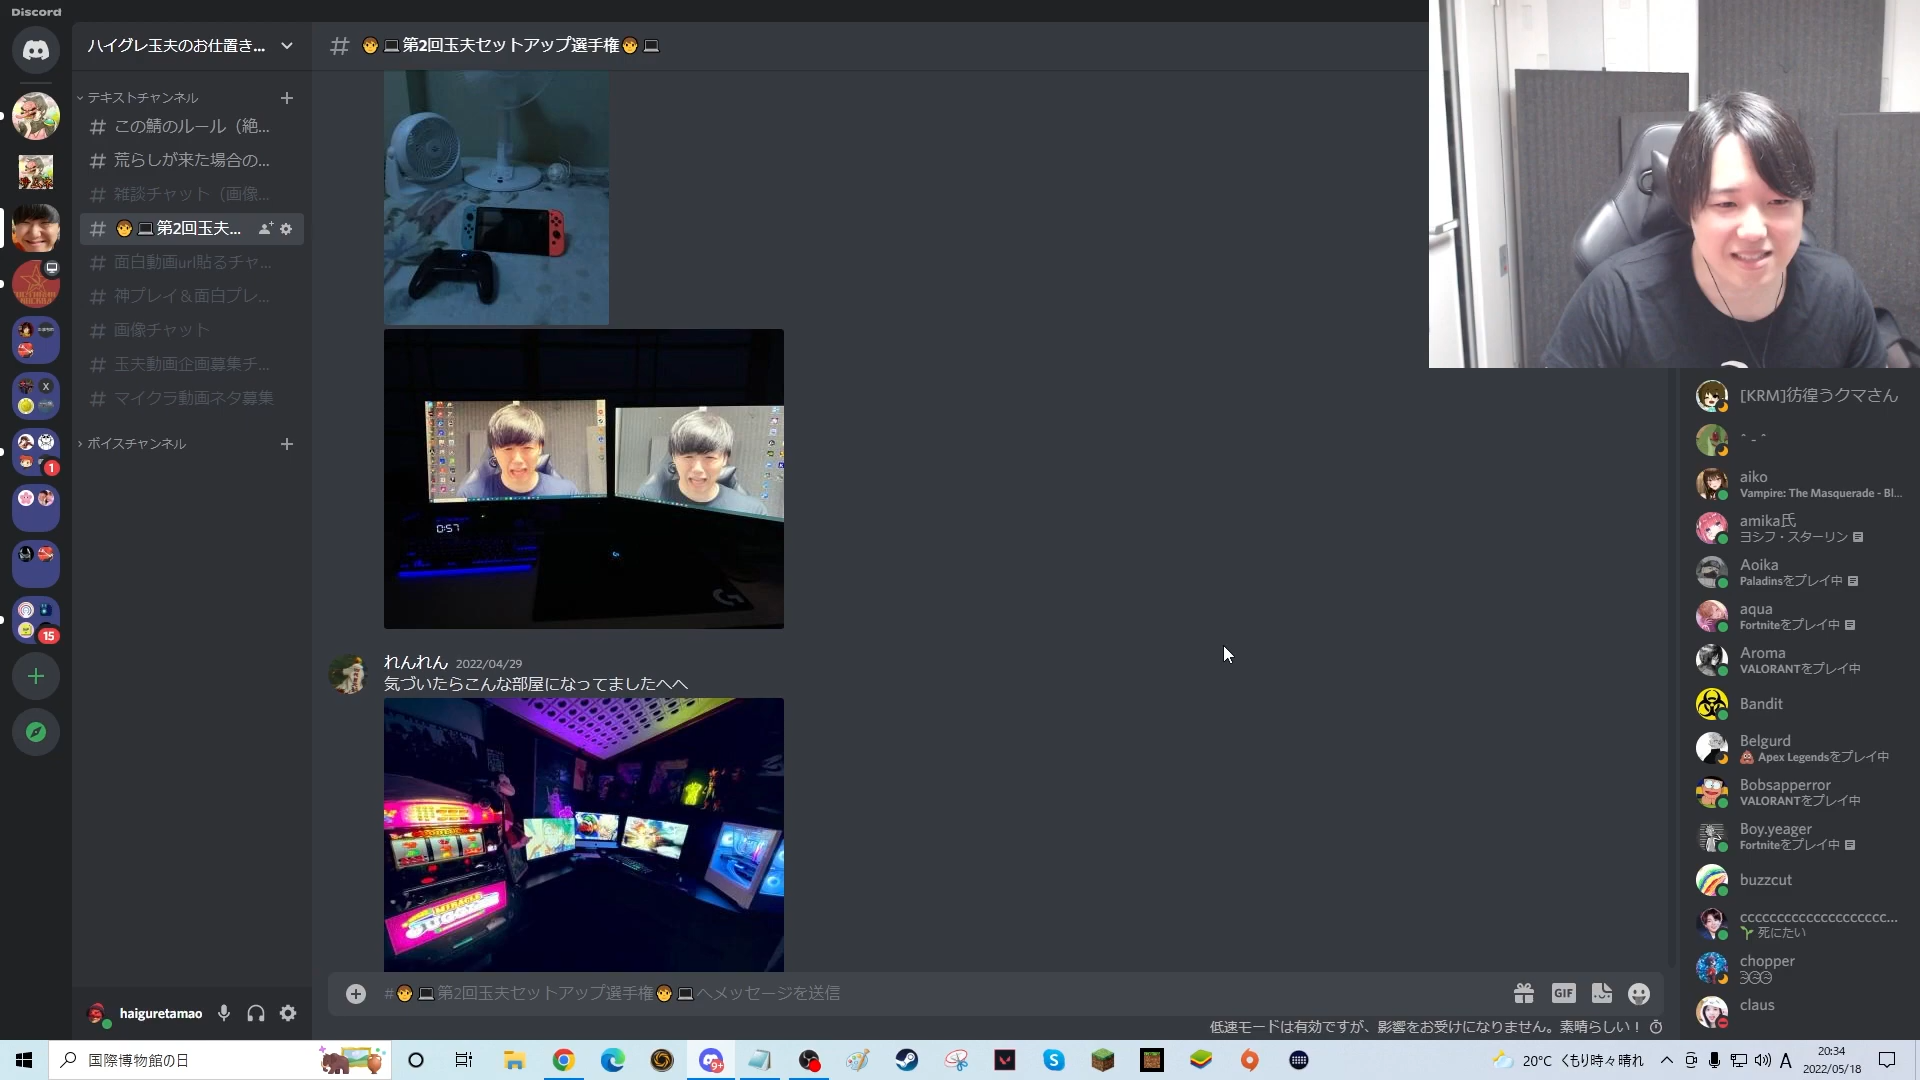 Discord
ハイグレ玉夫のお仕置き...
🧑💻第2回玉夫セットアップ選手権🧑💻
テキストチャンネル
この鯖のルール（絶...
荒らしが来た場合の...
雑談チャット（画像...
🧑💻第2回玉夫...
面白動画url貼るチャ...
神プレイ＆面白プレ...
画像チャット
玉夫動画企画募集チ...
マイクラ動画ネタ募集
ボイスチャンネル
X
1
15
0:57
れんれん 2022/04/29
気づいたらこんな部屋になってましたへへ
JUGGLER
#🧑💻第2回玉夫セットアップ選手権🧑💻へメッセージを送信
GIF
低速モードは有効ですが、影響をお受けになりません。素晴らしい！
haiguretamao
[KRM]彷徨うクマさん
^ - ^
aiko
Vampire: The Masquerade - Bl...
amika氏
ヨシフ・スターリン
Aoika
Paladinsをプレイ中
aqua
Fortniteをプレイ中
Aroma
VALORANTをプレイ中
Bandit
Belgurd
💩 Apex Legendsをプレイ中
Bobsapperror
VALORANTをプレイ中
Boy.yeager
Fortniteをプレイ中
buzzcut
cccccccccccccccccccc...
🌱 死にたい
chopper
claus
国際博物館の日
9+
20°C くもり時々晴れ
A
20:34
2022/05/18